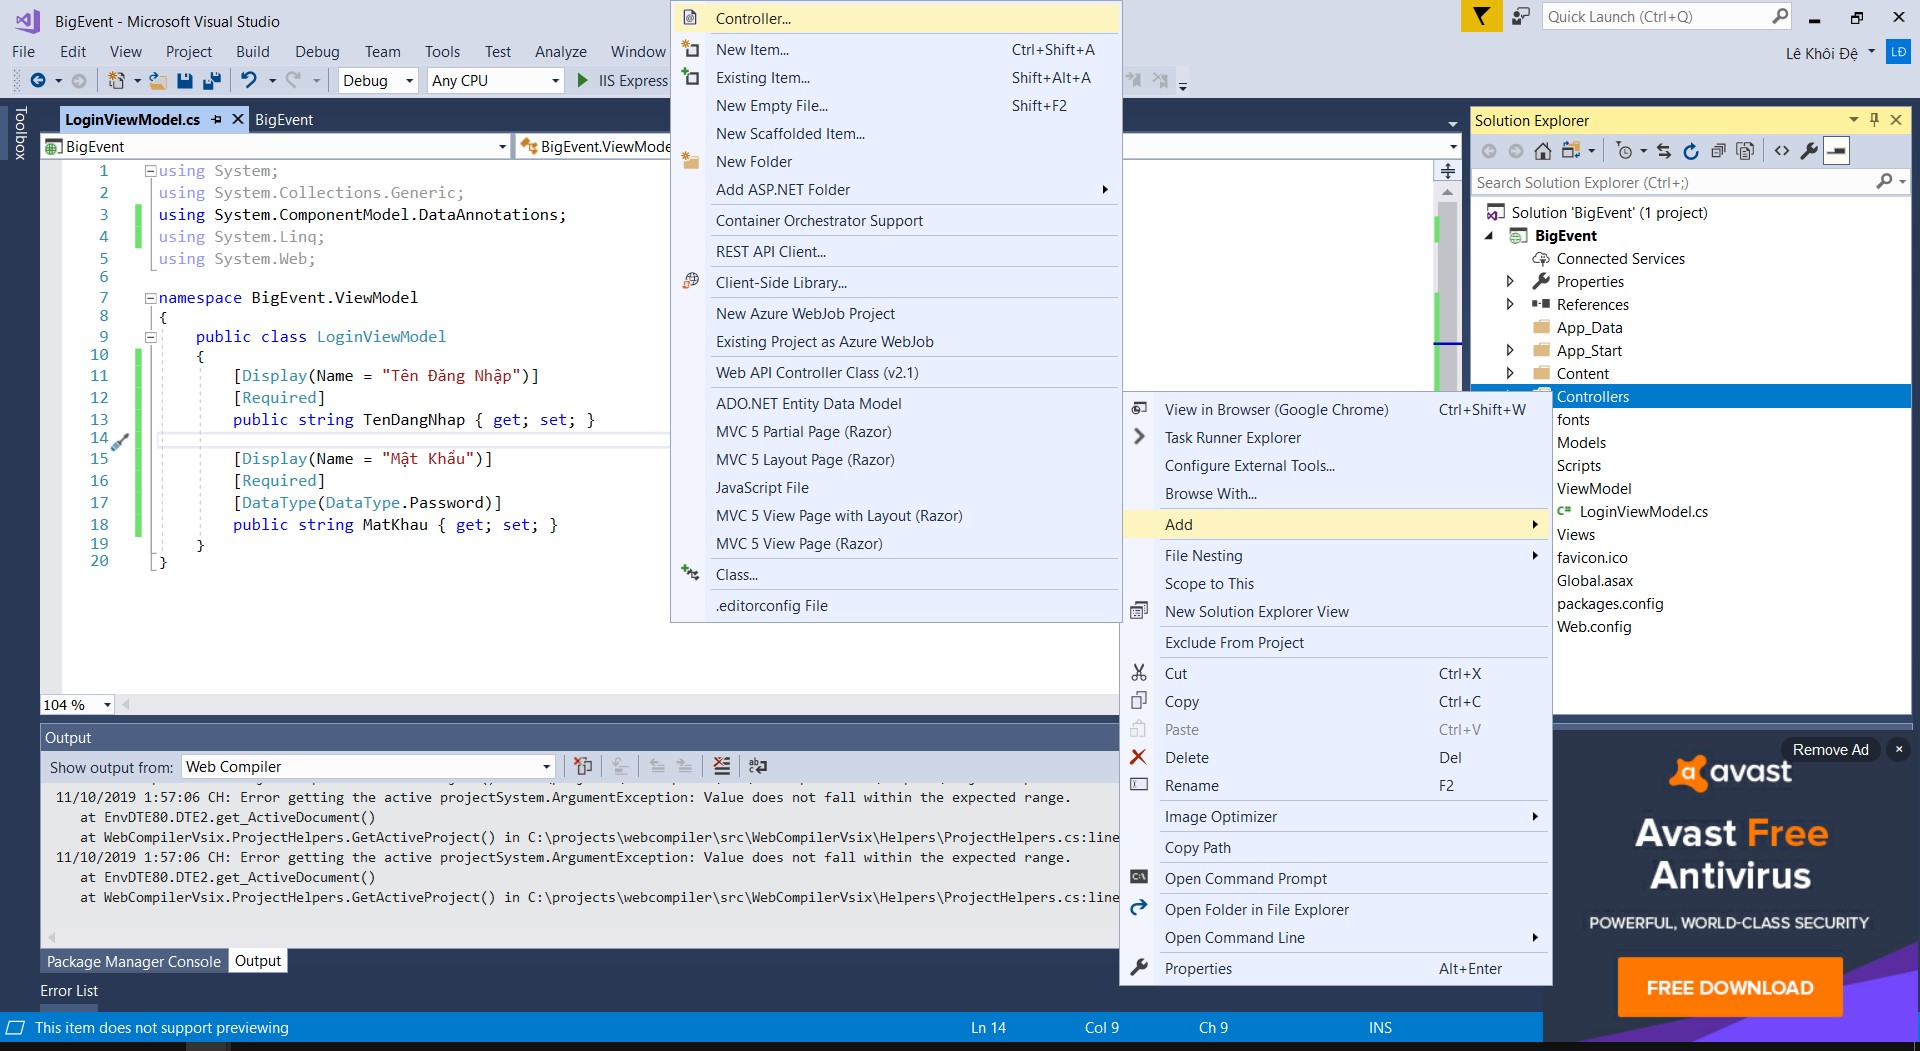 BigEvent - Microsoft Visual Studio
Quick Launch (Ctrl+Q)
File Edit View Project Build Debug Team Tools Test Analyze Window
Lê Khôi Đệ LĐ
Debug Any CPU IIS Express
Toolbox
LoginViewModel.cs BigEvent
BigEvent BigEvent.ViewMode
1 using System;
2 using System.Collections.Generic;
3 using System.ComponentModel.DataAnnotations;
4 using System.Linq;
5 using System.Web;
6
7 namespace BigEvent.ViewModel
8 {
9 public class LoginViewModel
10 {
11 [Display(Name = "Tên Đăng Nhập")]
12 [Required]
13 public string TenDangNhap { get; set; }
14
15 [Display(Name = "Mật Khẩu")]
16 [Required]
17 [DataType(DataType.Password)]
18 public string MatKhau { get; set; }
19 }
20 }
104 %
Controller...
New Item... Ctrl+Shift+A
Existing Item... Shift+Alt+A
New Empty File... Shift+F2
New Scaffolded Item...
New Folder
Add ASP.NET Folder
Container Orchestrator Support
REST API Client...
Client-Side Library...
New Azure WebJob Project
Existing Project as Azure WebJob
Web API Controller Class (v2.1)
ADO.NET Entity Data Model
MVC 5 Partial Page (Razor)
MVC 5 Layout Page (Razor)
JavaScript File
MVC 5 View Page with Layout (Razor)
MVC 5 View Page (Razor)
Class...
.editorconfig File
View in Browser (Google Chrome) Ctrl+Shift+W
Task Runner Explorer
Configure External Tools...
Browse With...
Add
File Nesting
Scope to This
New Solution Explorer View
Exclude From Project
Cut Ctrl+X
Copy Ctrl+C
Paste Ctrl+V
Delete Del
Rename F2
Image Optimizer
Copy Path
Open Command Prompt
Open Folder in File Explorer
Open Command Line
Properties Alt+Enter
Solution Explorer
Search Solution Explorer (Ctrl+;)
Solution 'BigEvent' (1 project)
BigEvent
Connected Services
Properties
References
App_Data
App_Start
Content
Controllers
fonts
Models
Scripts
ViewModel
C# LoginViewModel.cs
Views
favicon.ico
Global.asax
packages.config
Web.config
Output
Show output from: Web Compiler
11/10/2019 1:57:06 CH: Error getting the active projectSystem.ArgumentException: Value does not fall within the expected range.
at EnvDTE80.DTE2.get_ActiveDocument()
at WebCompilerVsix.ProjectHelpers.GetActiveProject() in C:\projects\webcompiler\src\WebCompilerVsix\Helpers\ProjectHelpers.cs:line
11/10/2019 1:57:06 CH: Error getting the active projectSystem.ArgumentException: Value does not fall within the expected range.
at EnvDTE80.DTE2.get_ActiveDocument()
at WebCompilerVsix.ProjectHelpers.GetActiveProject() in C:\projects\webcompiler\src\WebCompilerVsix\Helpers\ProjectHelpers.cs:line
Package Manager Console Output
Error List
This item does not support previewing Ln 14 Col 9 Ch 9 INS
Remove Ad
avast
Avast Free
Antivirus
POWERFUL, WORLD-CLASS SECURITY
FREE DOWNLOAD